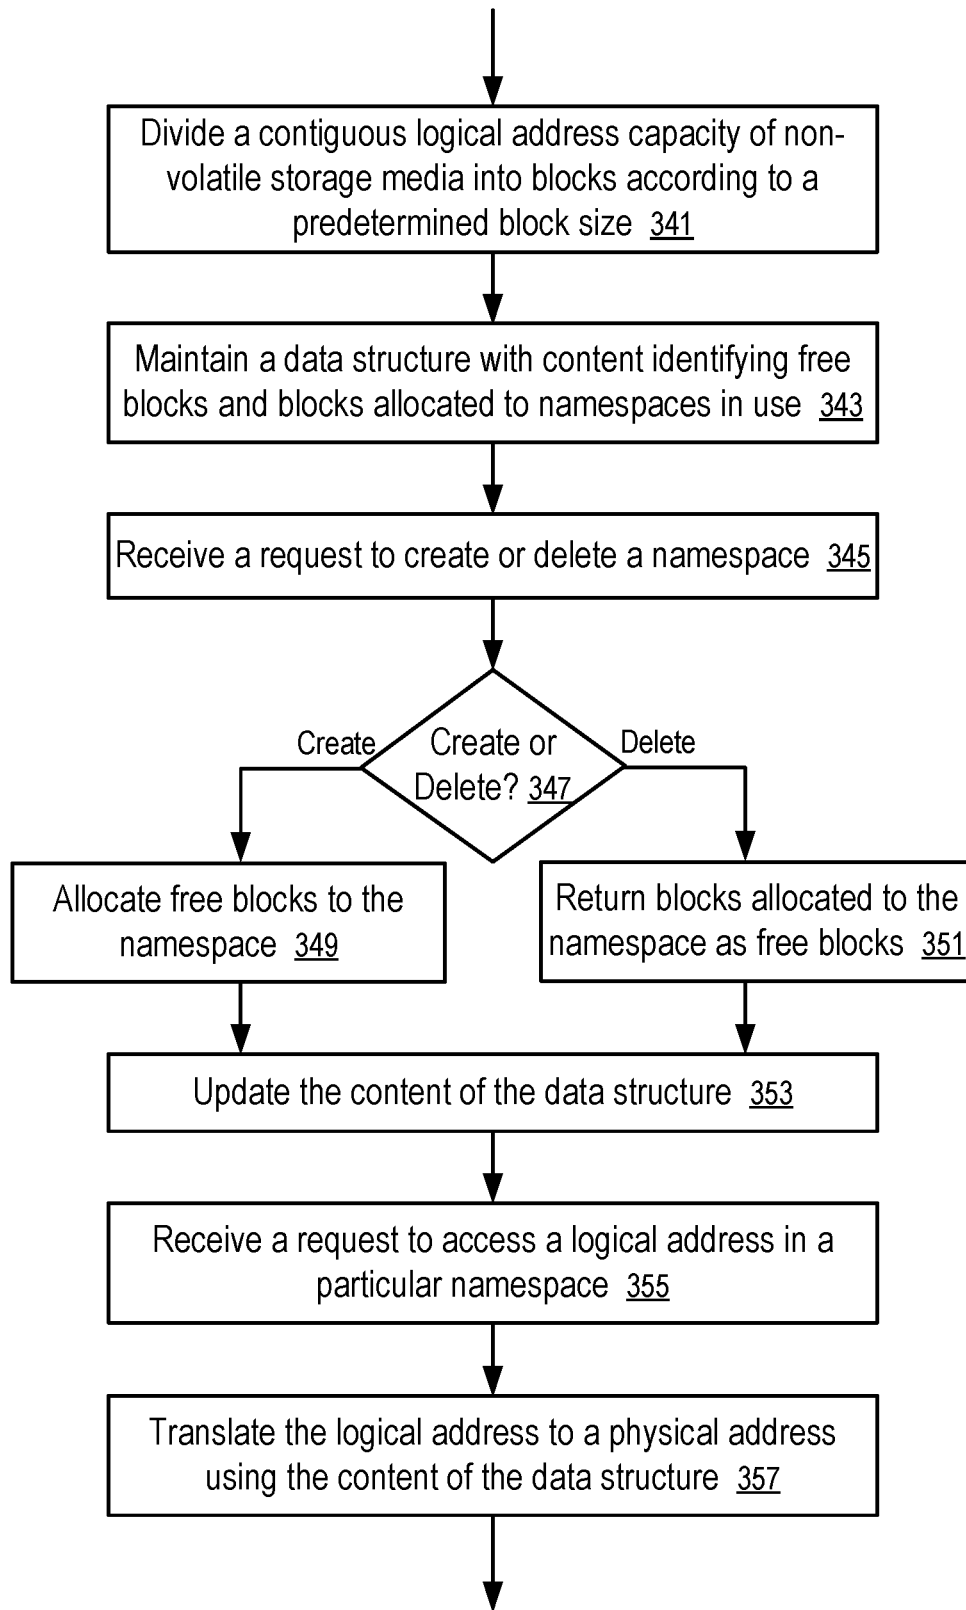 Divide a contiguous logical address capacity of non-
volatile storage media into blocks according to a
predetermined block size 341
Maintain a data structure with content identifying free
blocks and blocks allocated to namespaces in use 343
Receive a request to create or delete a namespace 345
Create
Create or
Delete? 347
Delete
Allocate free blocks to the
namespace 349
Return blocks allocated to the
namespace as free blocks 351
Update the content of the data structure 353
Receive a request to access a logical address in a
particular namespace 355
Translate the logical address to a physical address
using the content of the data structure 357